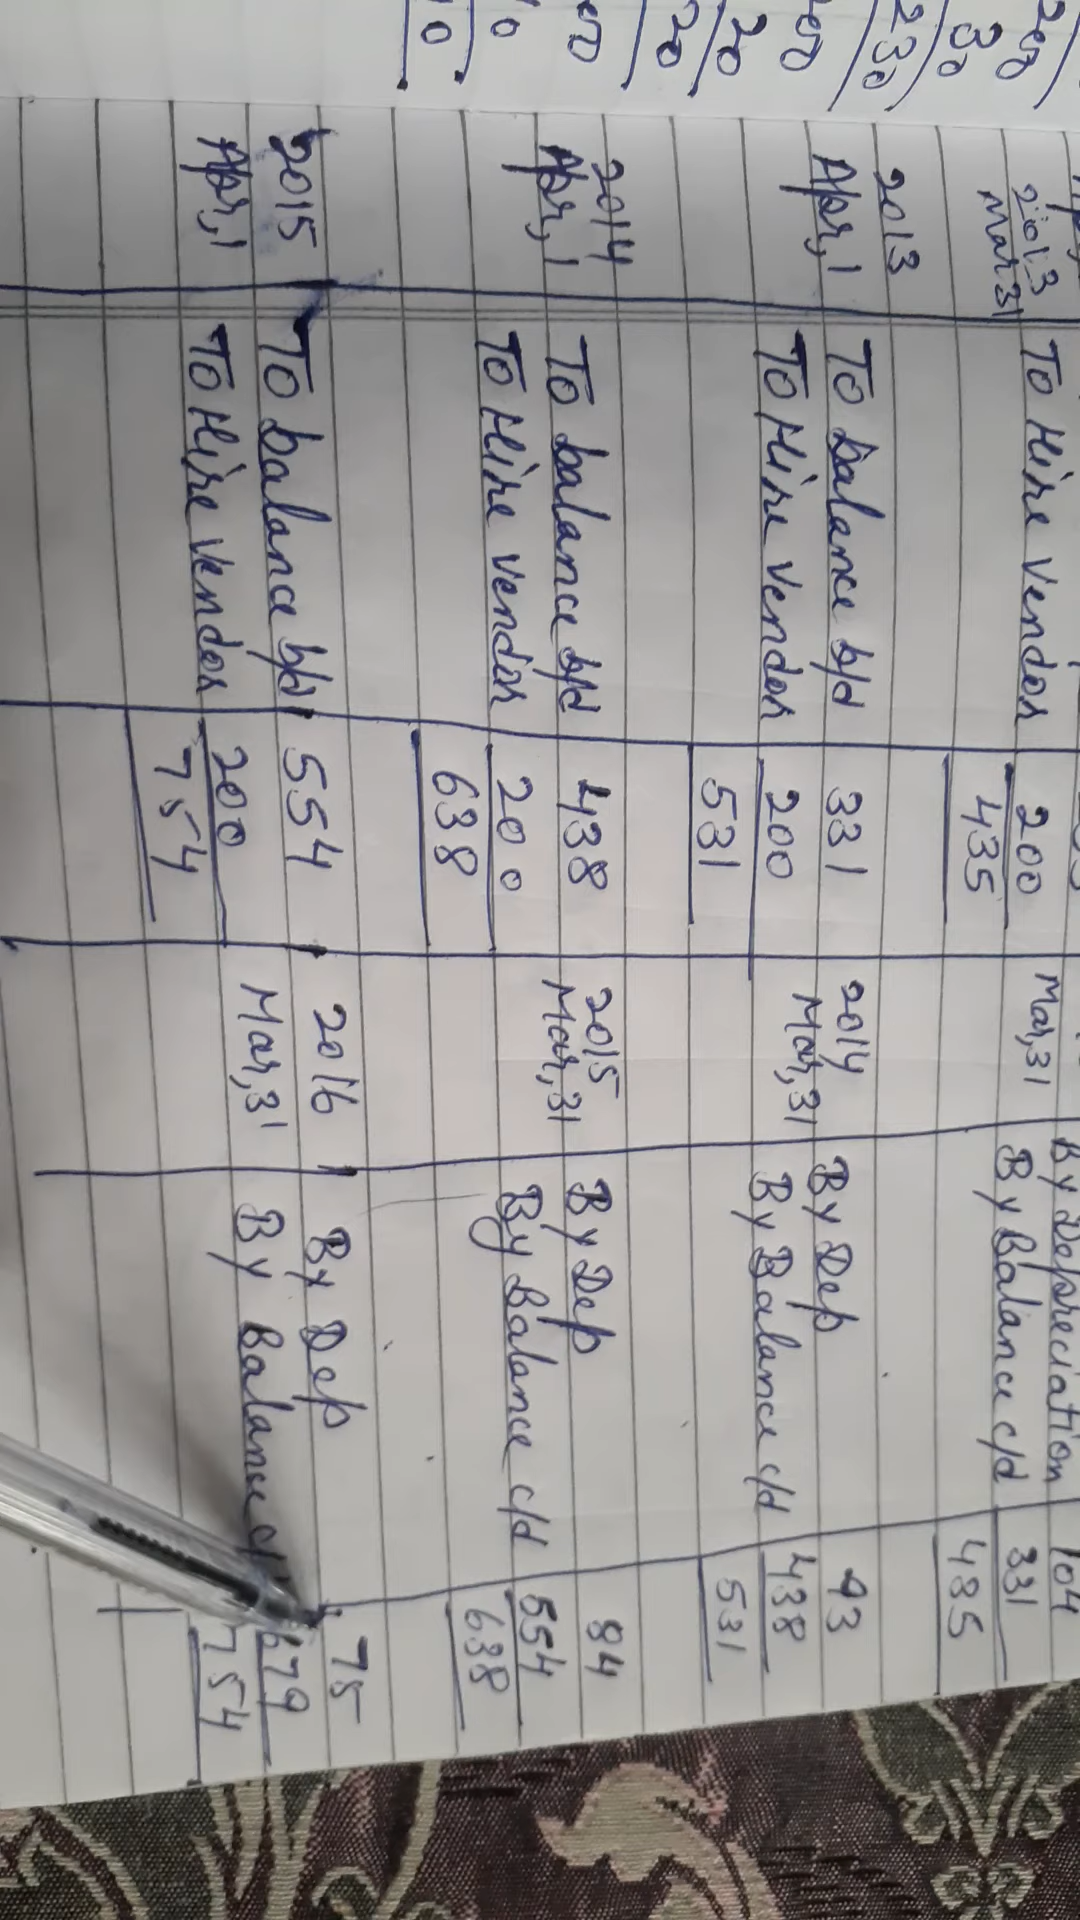 By Depreciation 104
2013 Mar 31 To Hire Vendor 200 Mar,31 By Balance c/d 331
435 435
2013
Apr,1 To balance b/d 331 2014 Mar,31 By Dep 93
To Hire Vendor 200 By Balance c/d 438
531 531
2014
Apr,1 To balance b/d 438 2015 Mar,31 By Dep 84
To Hire vendor 200 By Balance c/d 554
638 638
2015 To balance b/d 554 2016 By Dep 75
Apr,1 To Hire Vendor 200 Mar,31 By Balance 679
754 754